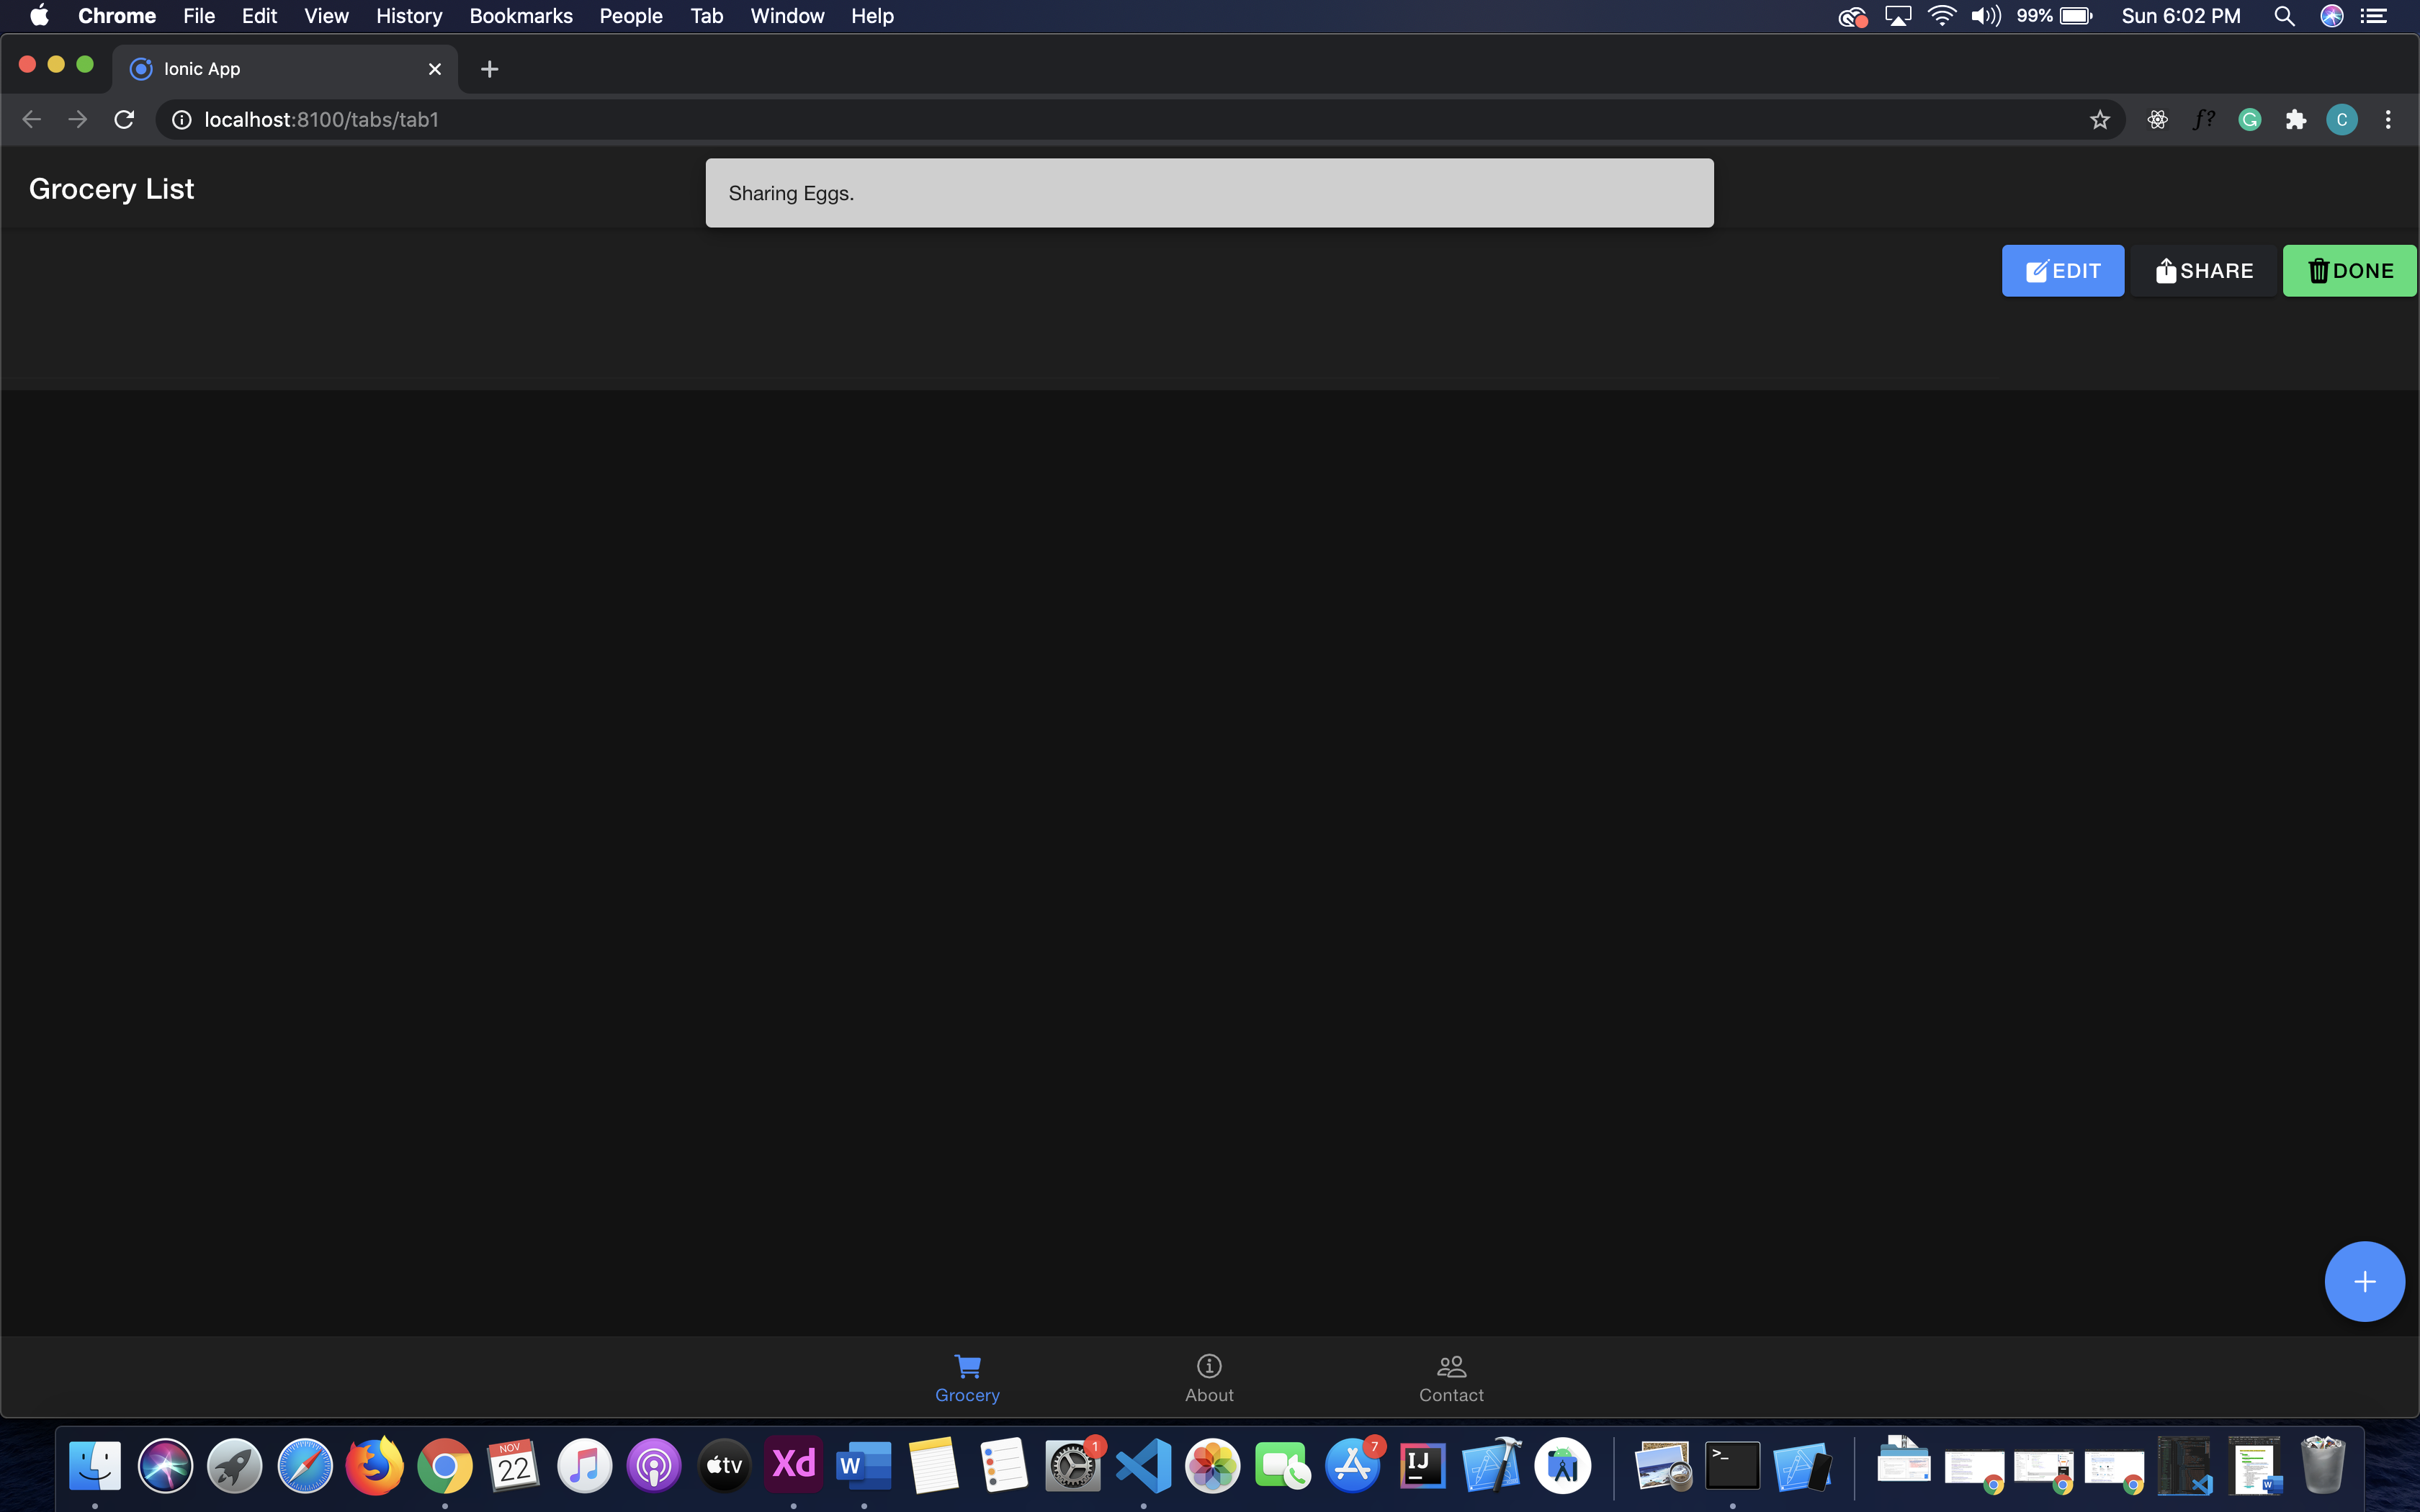 Chrome File Edit View History Bookmarks People Tab Window Help 99% Sun 6:02 PM
Ionic App
localhost:8100/tabs/tab1
f?
G
C
Grocery List
Sharing Eggs.
EDIT SHARE DONE
Grocery
About
Contact
NOV
22
tv
Xd
W
1
7
IJ
>_
W